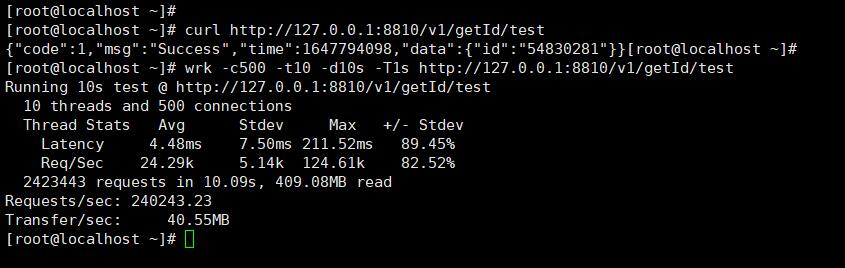 [root@localhost ~]#
[root@localhost ~]# curl http://127.0.0.1:8810/v1/getId/test
{"code":1,"msg":"Success","time":1647794098,"data":{"id":"54830281"}}[root@localhost ~]#
[root@localhost ~]# wrk -c500 -t10 -d10s -T1s http://127.0.0.1:8810/v1/getId/test
Running 10s test @ http://127.0.0.1:8810/v1/getId/test
  10 threads and 500 connections
  Thread Stats   Avg      Stdev     Max   +/- Stdev
    Latency     4.48ms    7.50ms 211.52ms   89.45%
    Req/Sec    24.29k     5.14k  124.61k    82.52%
  2423443 requests in 10.09s, 409.08MB read
Requests/sec: 240243.23
Transfer/sec:     40.55MB
[root@localhost ~]#